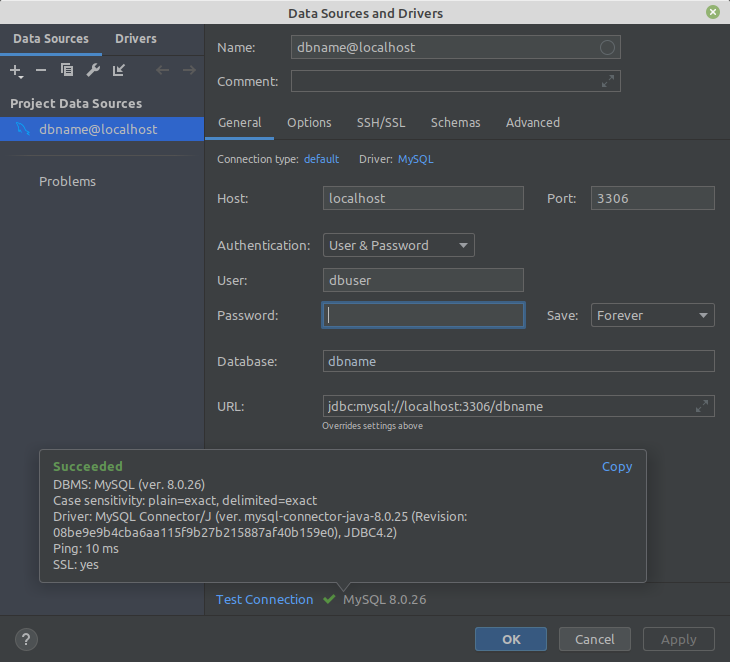 Data Sources and Drivers
Data Sources Drivers
Project Data Sources
dbname@localhost
Problems
Name: dbname@localhost
Comment:
General Options SSH/SSL Schemas Advanced
Connection type: default Driver: MySQL
Host: localhost Port: 3306
Authentication: User & Password
User: dbuser
Password: Save: Forever
Database: dbname
URL: jdbc:mysql://localhost:3306/dbname
Overrides settings above
Succeeded Copy
DBMS: MySQL (ver. 8.0.26)
Case sensitivity: plain=exact, delimited=exact
Driver: MySQL Connector/J (ver. mysql-connector-java-8.0.25 (Revision:
08be9e9b4cba6aa115f9b27b215887af40b159e0), JDBC4.2)
Ping: 10 ms
SSL: yes
Test Connection MySQL 8.0.26
? OK Cancel Apply